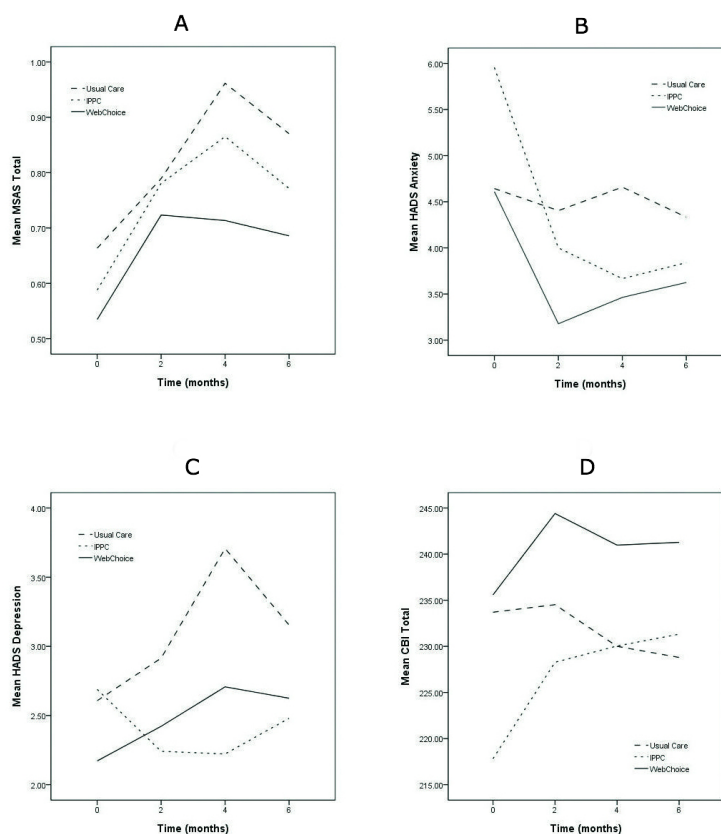 A
1.00
0.90
0.80
0.70
0.60
0.50
Mean MSAS Total
Usual Care
IPPC
WebChoice
0
2
4
6
Time (months)
B
6.00
5.50
5.00
4.50
4.00
3.50
3.00
Mean HADS Anxiety
Usual Care
IPPC
WebChoice
0
2
4
6
Time (months)
C
4.00
3.50
3.00
2.50
2.00
Mean HADS Depression
Usual Care
IPPC
WebChoice
0
2
4
6
Time (months)
D
245.00
240.00
235.00
230.00
225.00
220.00
215.00
Mean CBI Total
Usual Care
IPPC
WebChoice
0
2
4
6
Time (months)